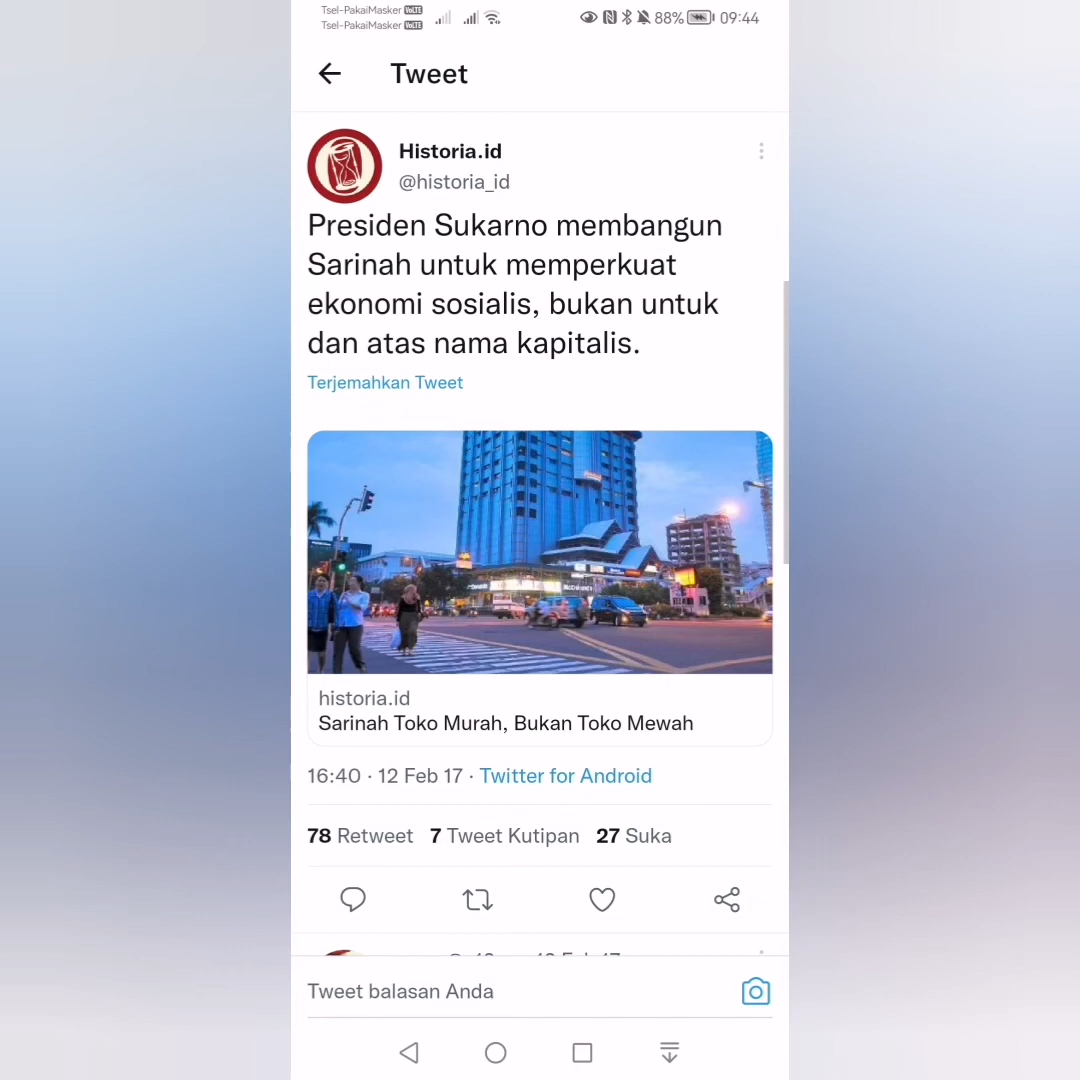 Tsel-PakaiMasker VoLTE
Tsel-PakaiMasker VoLTE
88% 09:44
Tweet
Historia.id
@historia_id
Presiden Sukarno membangun
Sarinah untuk memperkuat
ekonomi sosialis, bukan untuk
dan atas nama kapitalis.
Terjemahkan Tweet
historia.id
Sarinah Toko Murah, Bukan Toko Mewah
16:40 · 12 Feb 17 · Twitter for Android
78 Retweet 7 Tweet Kutipan 27 Suka
Tweet balasan Anda